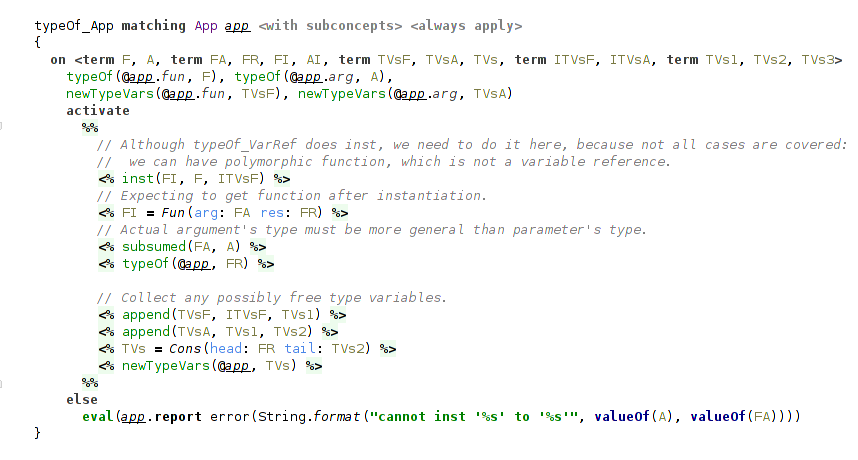 typeOf_App matching App app <with subconcepts> <always apply>
{
on <term F, A, term FA, FR, FI, AI, term TVsF, TVsA, TVs, term ITVsF, ITVsA, term TVs1, TVs2, TVs3>
typeOf(@app.fun, F), typeOf(@app.arg, A),
newTypeVars(@app.fun, TVsF), newTypeVars(@app.arg, TVsA)
activate
%%
// Although typeOf_VarRef does inst, we need to do it here, because not all cases are covered:
//  we can have polymorphic function, which is not a variable reference.
<% inst(FI, F, ITVsF) %>
// Expecting to get function after instantiation.
<% FI = Fun(arg: FA res: FR) %>
// Actual argument's type must be more general than parameter's type.
<% subsumed(FA, A) %>
<% typeOf(@app, FR) %>
// Collect any possibly free type variables.
<% append(TVsF, ITVsF, TVs1) %>
<% append(TVsA, TVs1, TVs2) %>
<% TVs = Cons(head: FR tail: TVs2) %>
<% newTypeVars(@app, TVs) %>
%%
else
eval(app.report error(String.format("cannot inst '%s' to '%s'", valueOf(A), valueOf(FA))))
}